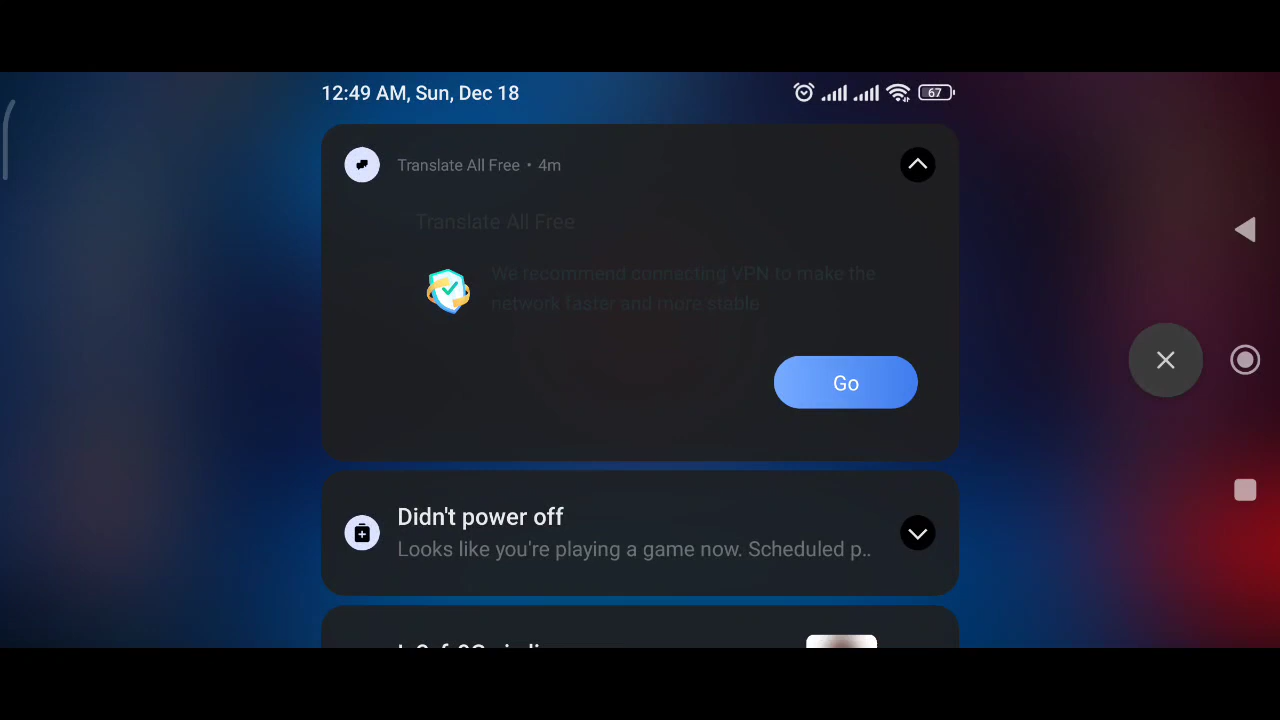 12:49 AM, Sun, Dec 18
67
Translate All Free • 4m
Translate All Free
We recommend connecting VPN to make the
network faster and more stable
Go
Didn't power off
Looks like you're playing a game now. Scheduled p..